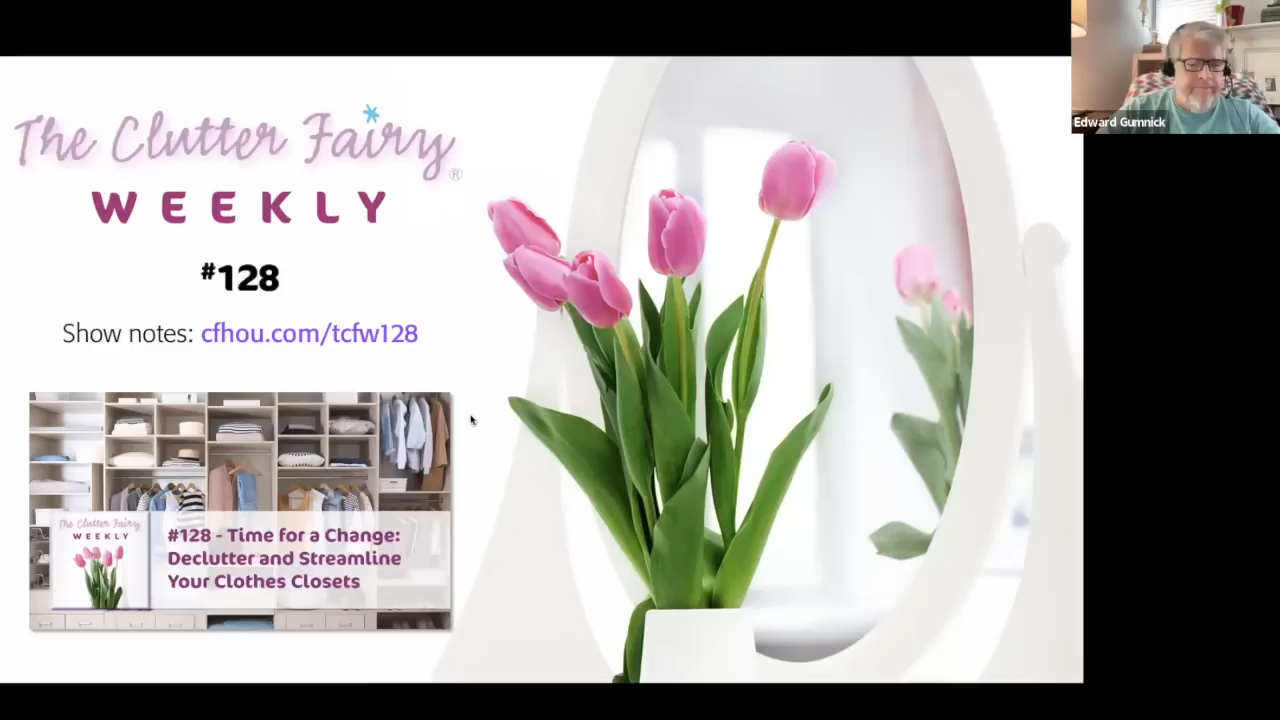 The Clutter Fairy®
WEEKLY
#128
Show notes: cfhou.com/tcfw128
The Clutter Fairy
WEEKLY
#128 - Time for a Change:
Declutter and Streamline
Your Clothes Closets
Edward Gumnick